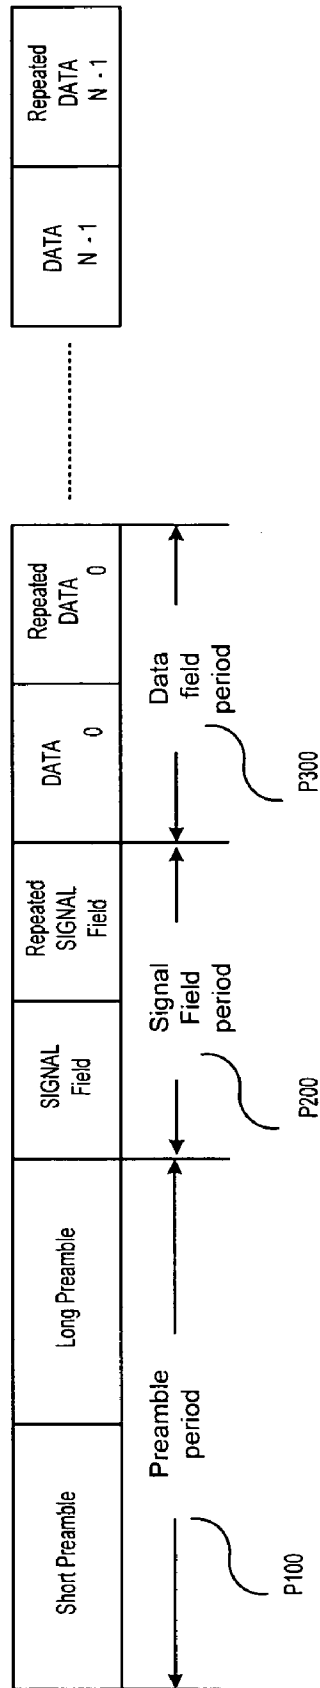 Short Preamble
Long Preamble
SIGNAL
Field
Repeated
SIGNAL
Field
DATA
0
Repeated
DATA
0
DATA
N - 1
Repeated
DATA
N - 1
Preamble
period
Signal
Field
period
Data
field
period
P100
P200
P300